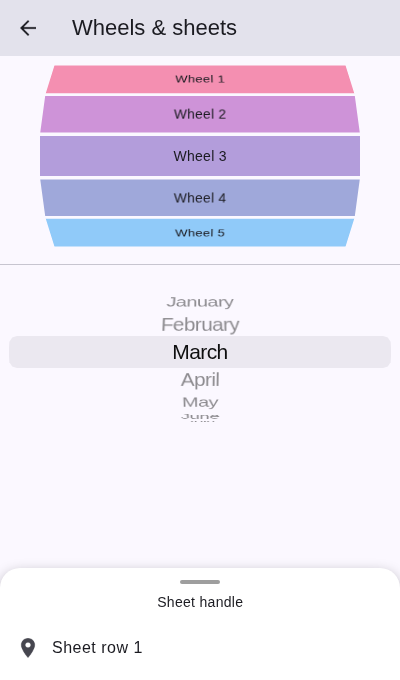 Wheels & sheets
Wheel 1
Wheel 2
Wheel 3
Wheel 4
Wheel 5
January
February
March
April
May
June
Sheet handle
Sheet row 1